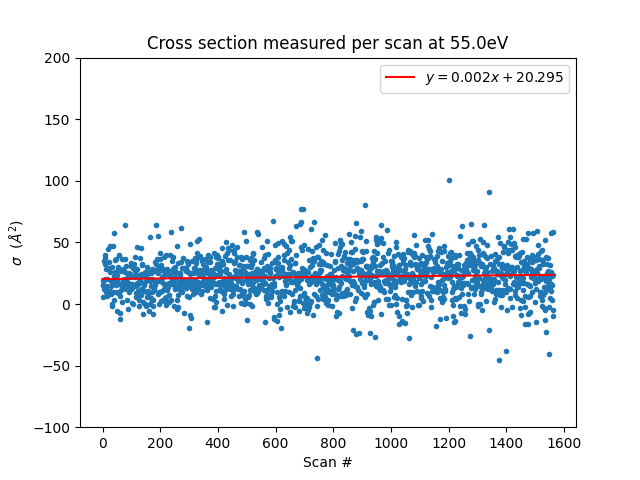 Cross section measured per scan at 55.0eV
y = 0.002x + 20.295
200
150
100
50
0
−50
−100
σ (Å²)
0 200 400 600 800 1000 1200 1400 1600
Scan #